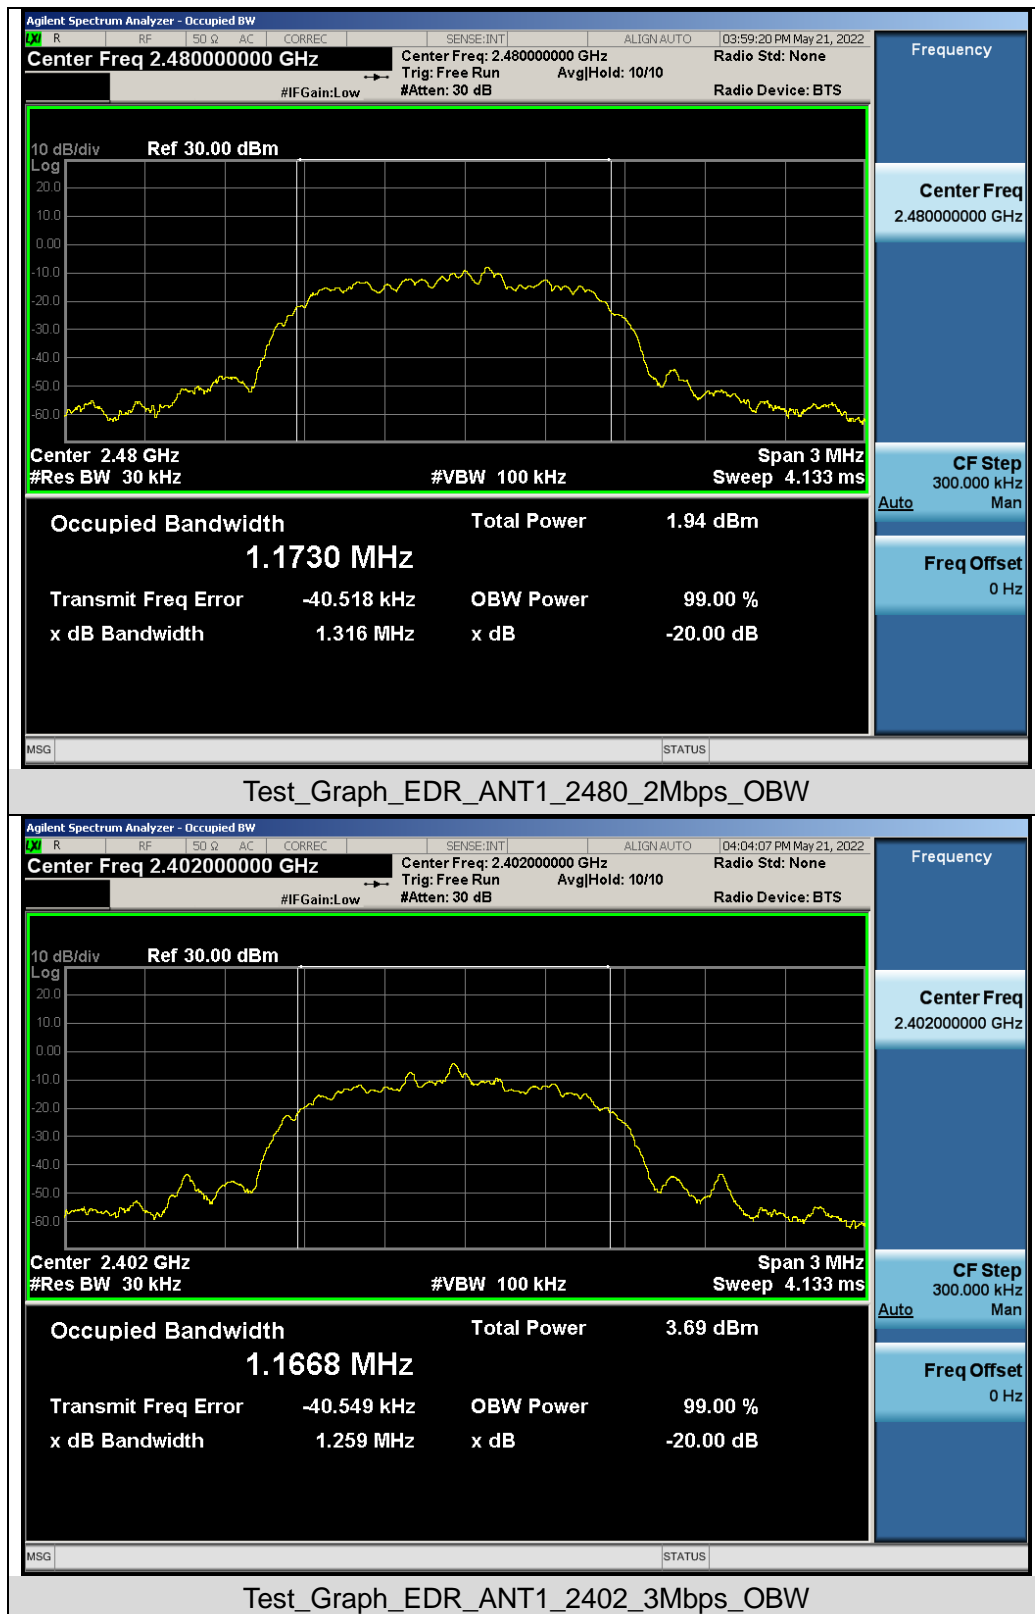 Agilent Spectrum Analyzer - Occupied BW
LXI R RF 50 Ω AC CORREC SENSE:INT ALIGN AUTO 03:59:20 PM May 21, 2022
Center Freq 2.480000000 GHz
Center Freq: 2.480000000 GHz
Radio Std: None
Trig: Free Run Avg|Hold: 10/10
#IFGain:Low #Atten: 30 dB Radio Device: BTS
10 dB/div Ref 30.00 dBm
Log
20.0
10.0
0.00
-10.0
-20.0
-30.0
-40.0
-50.0
-60.0
Center 2.48 GHz Span 3 MHz
#Res BW 30 kHz #VBW 100 kHz Sweep 4.133 ms
Occupied Bandwidth Total Power 1.94 dBm
1.1730 MHz
Transmit Freq Error -40.518 kHz OBW Power 99.00 %
x dB Bandwidth 1.316 MHz x dB -20.00 dB
MSG STATUS
Frequency
Center Freq
2.480000000 GHz
CF Step
300.000 kHz
Auto Man
Freq Offset
0 Hz
Test_Graph_EDR_ANT1_2480_2Mbps_OBW
Agilent Spectrum Analyzer - Occupied BW
LXI R RF 50 Ω AC CORREC SENSE:INT ALIGN AUTO 04:04:07 PM May 21, 2022
Center Freq 2.402000000 GHz
Center Freq: 2.402000000 GHz
Radio Std: None
Trig: Free Run Avg|Hold: 10/10
#IFGain:Low #Atten: 30 dB Radio Device: BTS
10 dB/div Ref 30.00 dBm
Log
20.0
10.0
0.00
-10.0
-20.0
-30.0
-40.0
-50.0
-60.0
Center 2.402 GHz Span 3 MHz
#Res BW 30 kHz #VBW 100 kHz Sweep 4.133 ms
Occupied Bandwidth Total Power 3.69 dBm
1.1668 MHz
Transmit Freq Error -40.549 kHz OBW Power 99.00 %
x dB Bandwidth 1.259 MHz x dB -20.00 dB
MSG STATUS
Frequency
Center Freq
2.402000000 GHz
CF Step
300.000 kHz
Auto Man
Freq Offset
0 Hz
Test_Graph_EDR_ANT1_2402_3Mbps_OBW